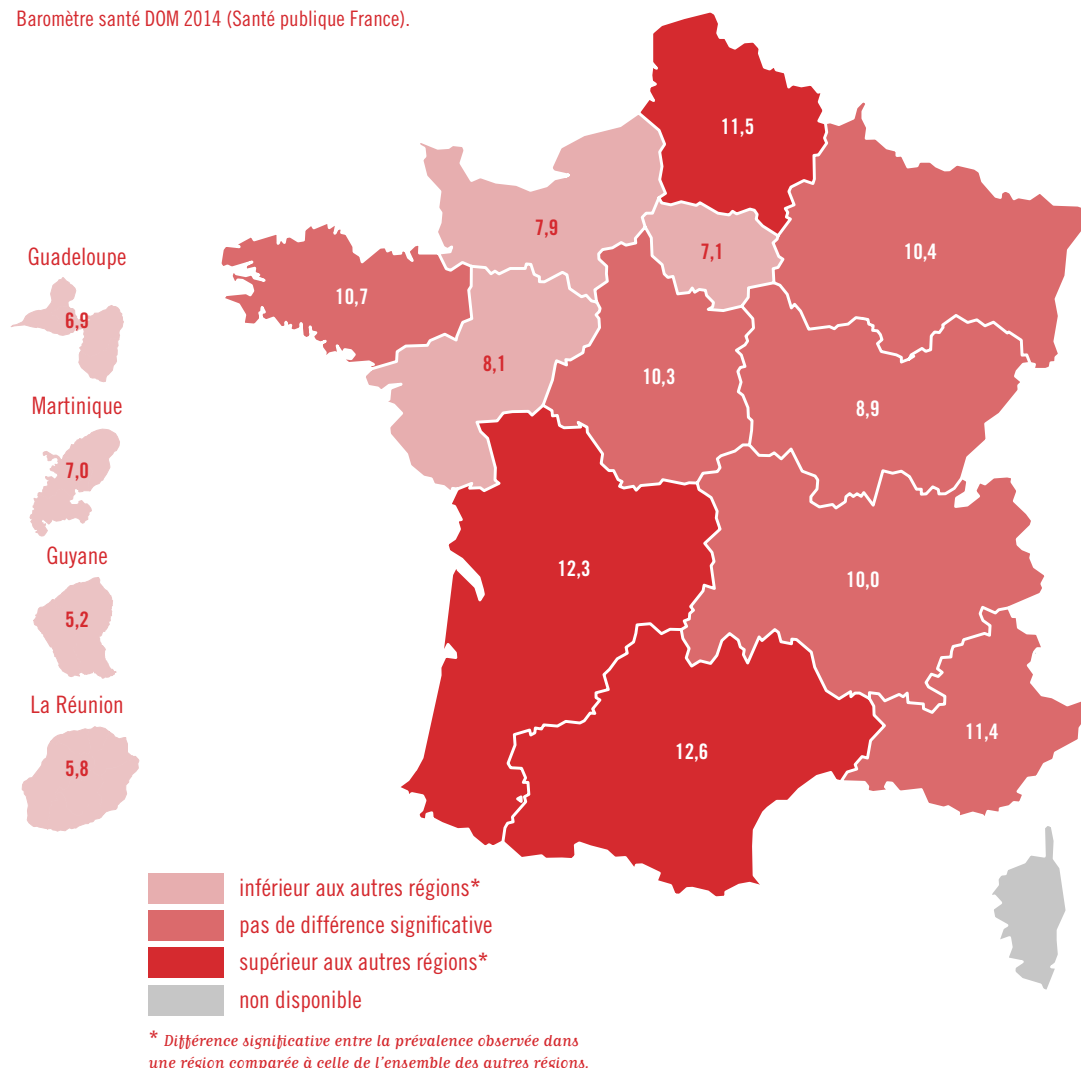 Baromètre santé DOM 2014 (Santé publique France).
11,5
7,9
7,1
10,4
10,7
Guadeloupe
6,9
8,1
10,3
8,9
Martinique
7,0
Guyane
5,2
12,3
10,0
La Réunion
5,8
12,6
11,4
inférieur aux autres régions*
pas de différence significative
supérieur aux autres régions*
non disponible
* Différence significative entre la prévalence observée dans
une région comparée à celle de l'ensemble des autres régions.